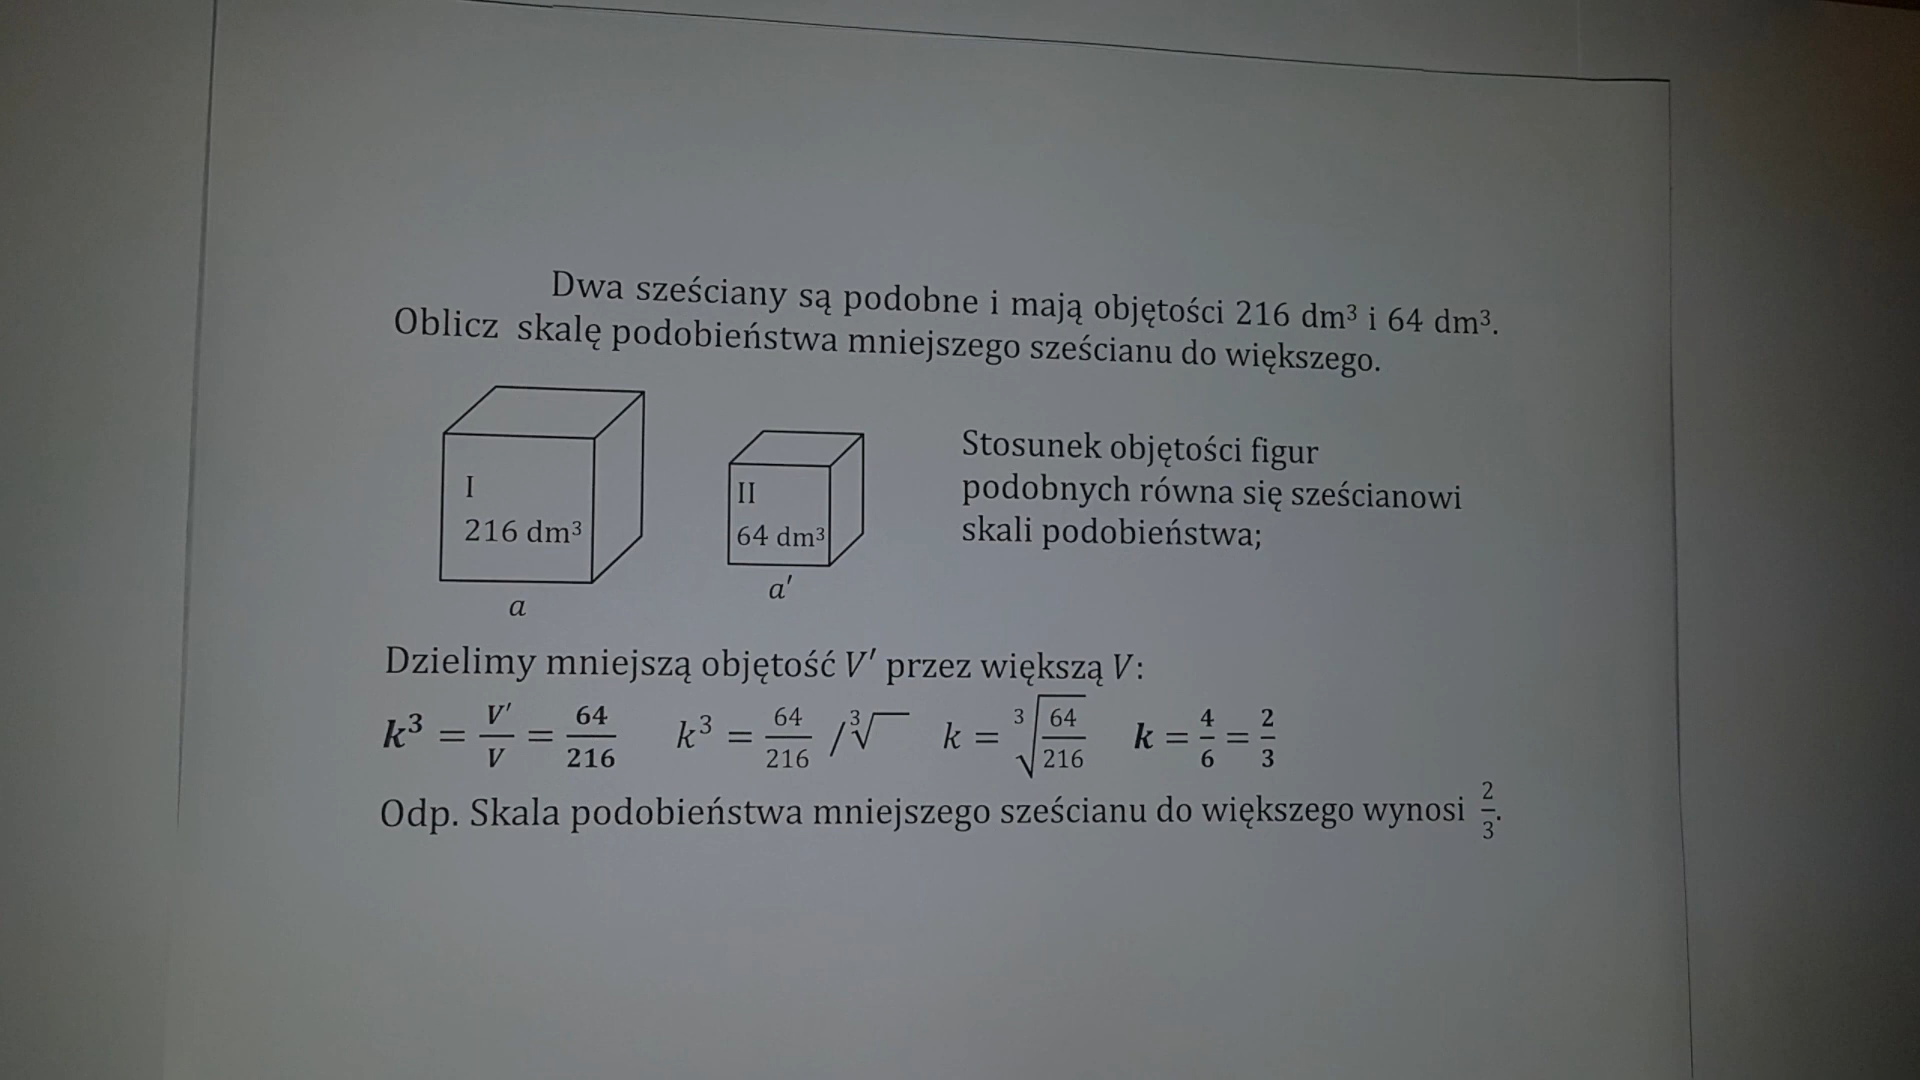 Dwa sześciany są podobne i mają objętości 216 dm³ i 64 dm³.
Oblicz skalę podobieństwa mniejszego sześcianu do większego.
I
216 dm³
a
II
64 dm³
a′
Stosunek objętości figur
podobnych równa się sześcianowi
skali podobieństwa;
Dzielimy mniejszą objętość V′ przez większą V:
k³ = V′/V = 64/216 k³ = 64/216 /∛ k = ∛(64/216) k = 4/6 = 2/3
Odp. Skala podobieństwa mniejszego sześcianu do większego wynosi 2/3.